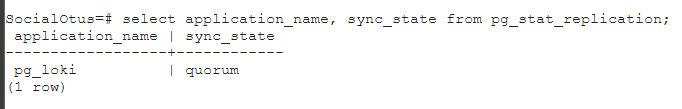 SocialOtus=# select application_name, sync_state from pg_stat_replication;
 application_name | sync_state
------------------+------------
 pg_loki          | quorum
(1 row)